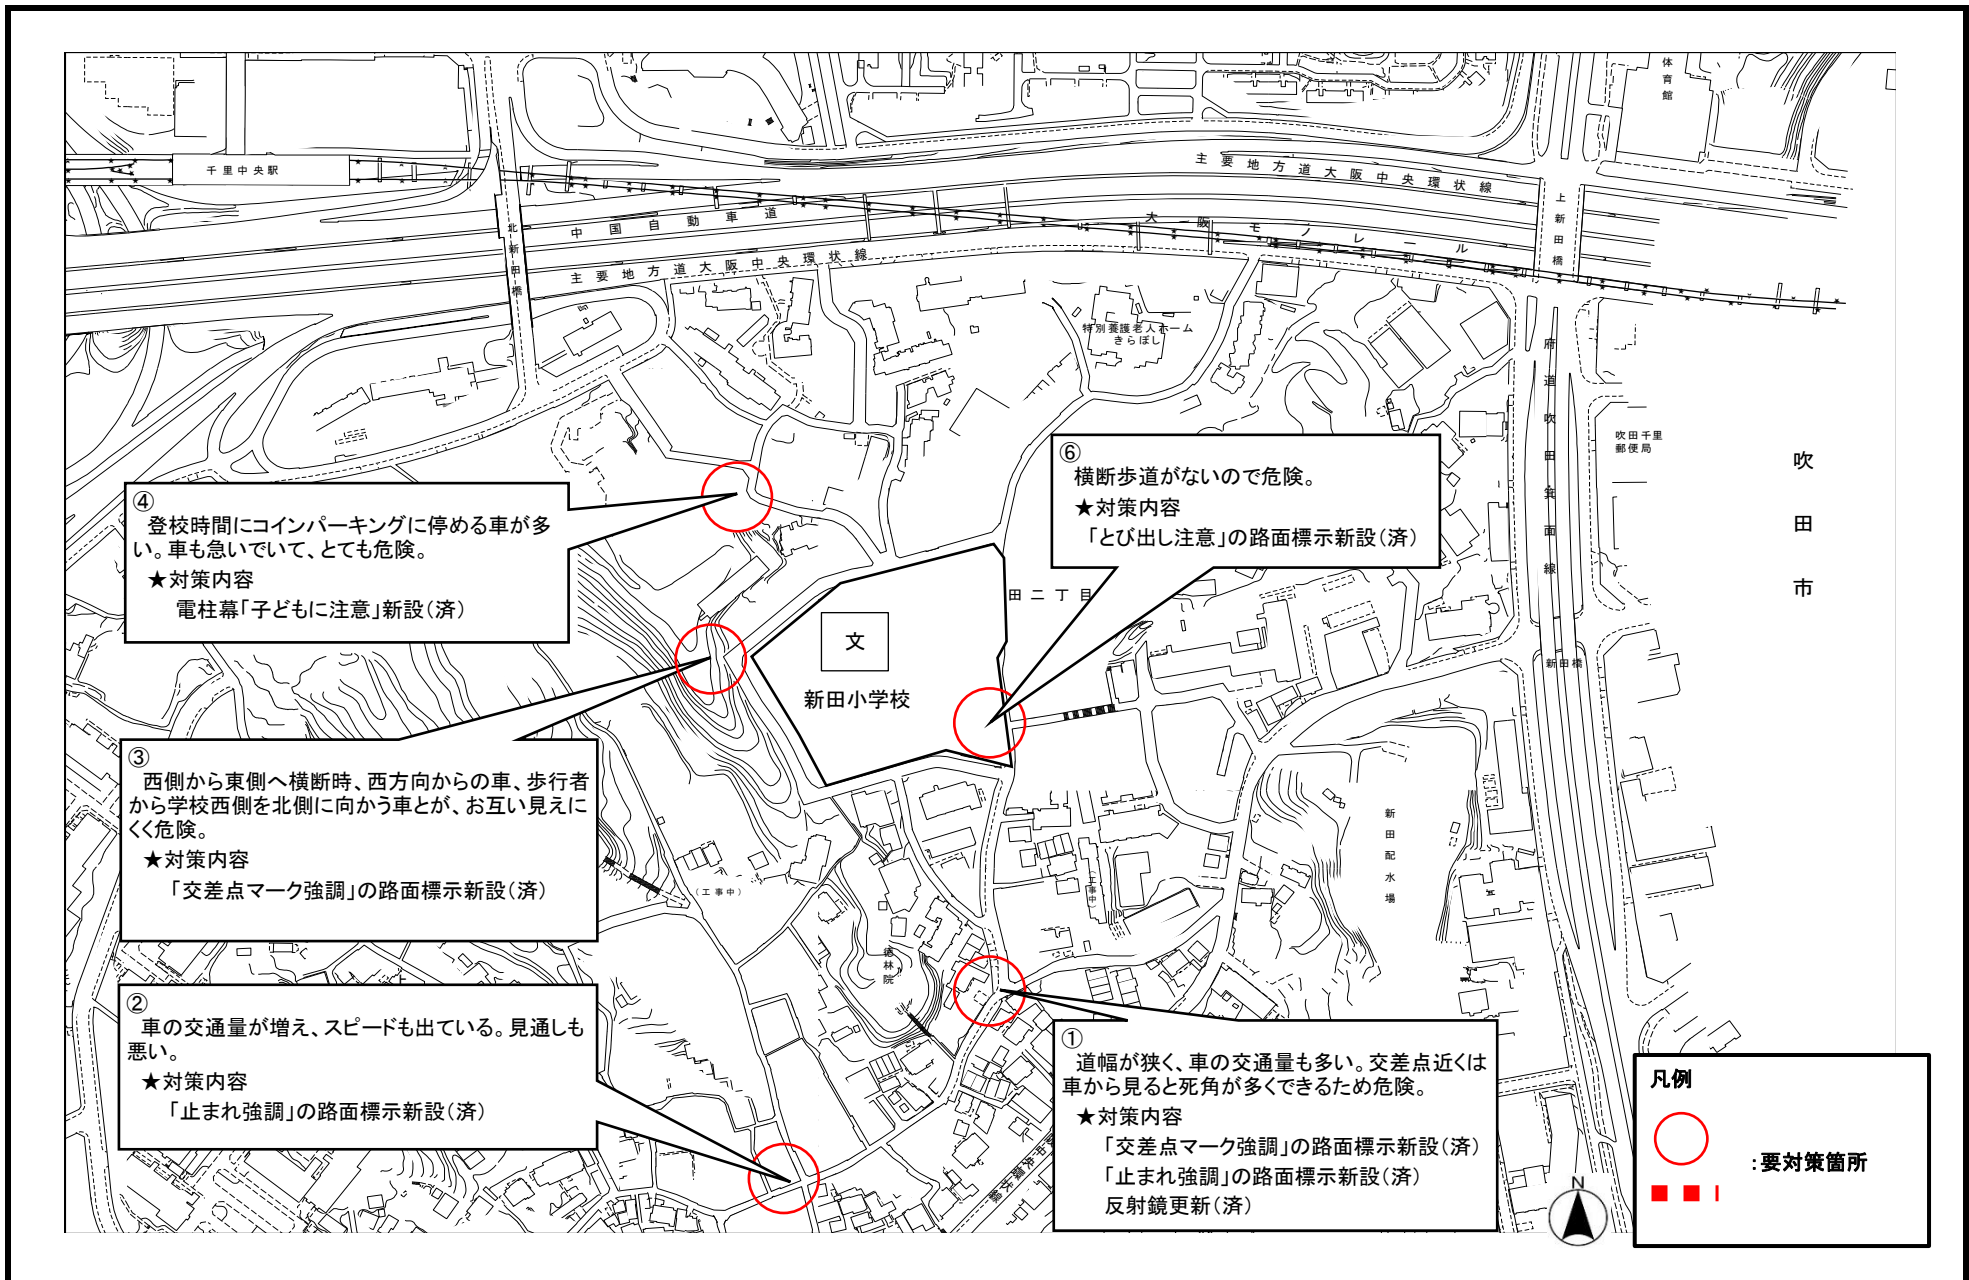 体育館
千里中央駅
主要地方道大阪中央環状線
上新田橋
北新田橋
中国自動車道
大阪モノレール
主要地方道大阪中央環状線
特別養護老人ホーム
きらぼし
府道吹田箕面線
吹田千里
郵便局
吹田市
④
登校時間にコインパーキングに停める車が多
い。車も急いでいて、とても危険。
★対策内容
電柱幕「子どもに注意」新設(済)
⑥
横断歩道がないので危険。
★対策内容
「とび出し注意」の路面標示新設(済)
田二丁目
文
新田小学校
新田橋
③
西側から東側へ横断時、西方向からの車、歩行者
から学校西側を北側に向かう車とが、お互い見えに
くく危険。
★対策内容
「交差点マーク強調」の路面標示新設(済)
新田配水場
(工事中)
(工事中)
徳林院
②
車の交通量が増え、スピードも出ている。見通しも
悪い。
★対策内容
「止まれ強調」の路面標示新設(済)
①
道幅が狭く、車の交通量も多い。交差点近くは
車から見ると死角が多くできるため危険。
★対策内容
「交差点マーク強調」の路面標示新設(済)
「止まれ強調」の路面標示新設(済)
反射鏡更新(済)
中央環状線
N
凡例
:要対策箇所